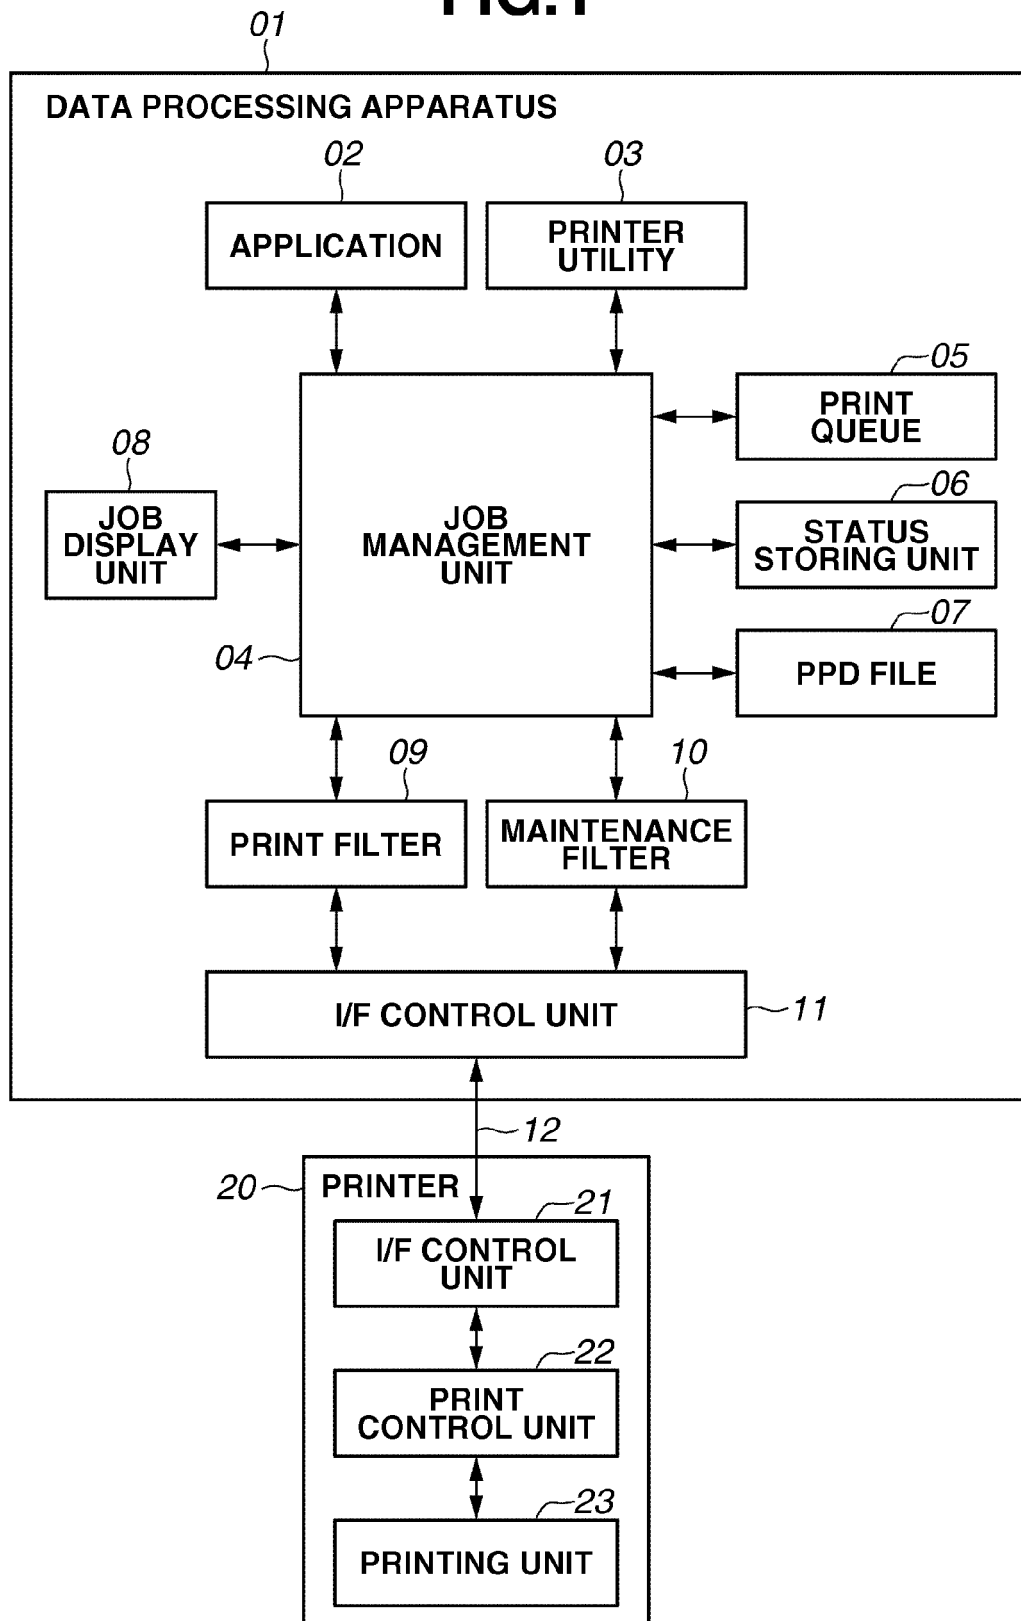 FIG.1
01
DATA PROCESSING APPARATUS
02
03
APPLICATION
PRINTER
UTILITY
05
PRINT
QUEUE
08
06
JOB
DISPLAY
UNIT
JOB
MANAGEMENT
UNIT
STATUS
STORING UNIT
07
04
PPD FILE
09
10
PRINT FILTER
MAINTENANCE
FILTER
I/F CONTROL UNIT
11
12
20
PRINTER
21
I/F CONTROL
UNIT
22
PRINT
CONTROL UNIT
23
PRINTING UNIT